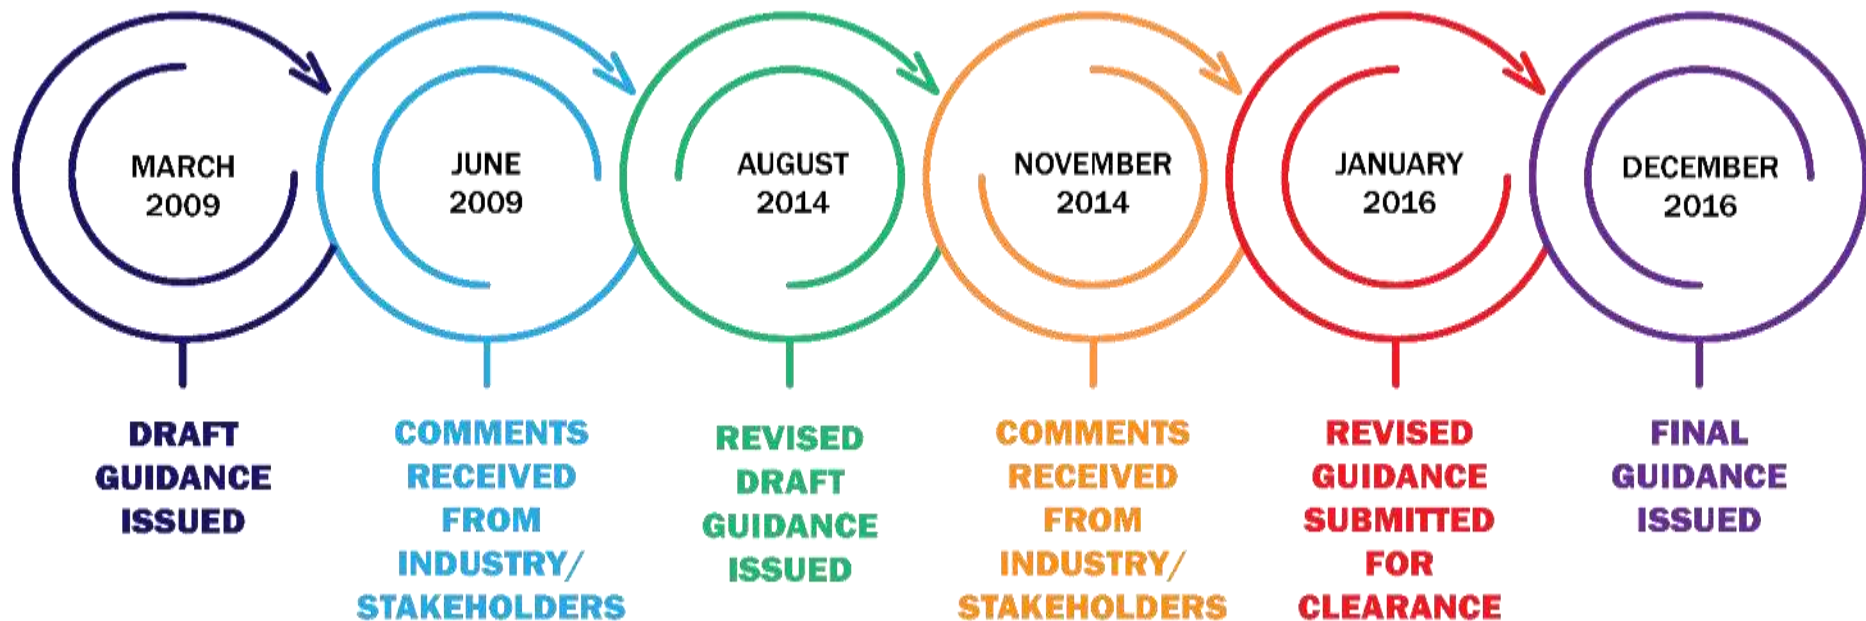 MARCH
2009
JUNE
2009
AUGUST
2014
NOVEMBER
2014
JANUARY
2016
DECEMBER
2016
DRAFT
GUIDANCE
ISSUED
COMMENTS
RECEIVED
FROM
INDUSTRY/
STAKEHOLDERS
REVISED
DRAFT
GUIDANCE
ISSUED
COMMENTS
RECEIVED
FROM
INDUSTRY/
STAKEHOLDERS
REVISED
GUIDANCE
SUBMITTED
FOR
CLEARANCE
FINAL
GUIDANCE
ISSUED